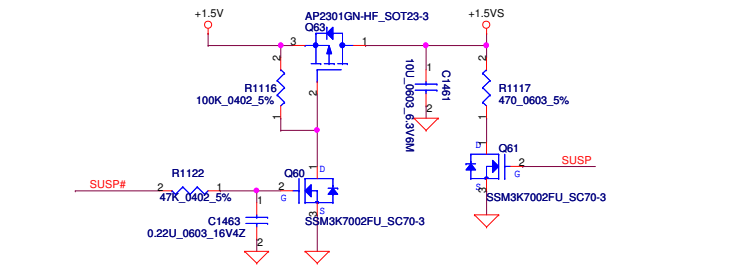 +1.5V
AP2301GN-HF_SOT23-3
Q63
+1.5VS
3
1
2
2
R1116
100K_0402_5%
1
2
1
C1461
10U_0603_6.3V6M
2
2
R1117
470_0603_5%
1
SUSP#
2
R1122
1
47K_0402_5%
2
G
Q60
1
D
S
3
SSM3K7002FU_SC70-3
1
C1463
0.22U_0603_16V4Z
2
D
1
Q61
2
G
SUSP
S
3
SSM3K7002FU_SC70-3